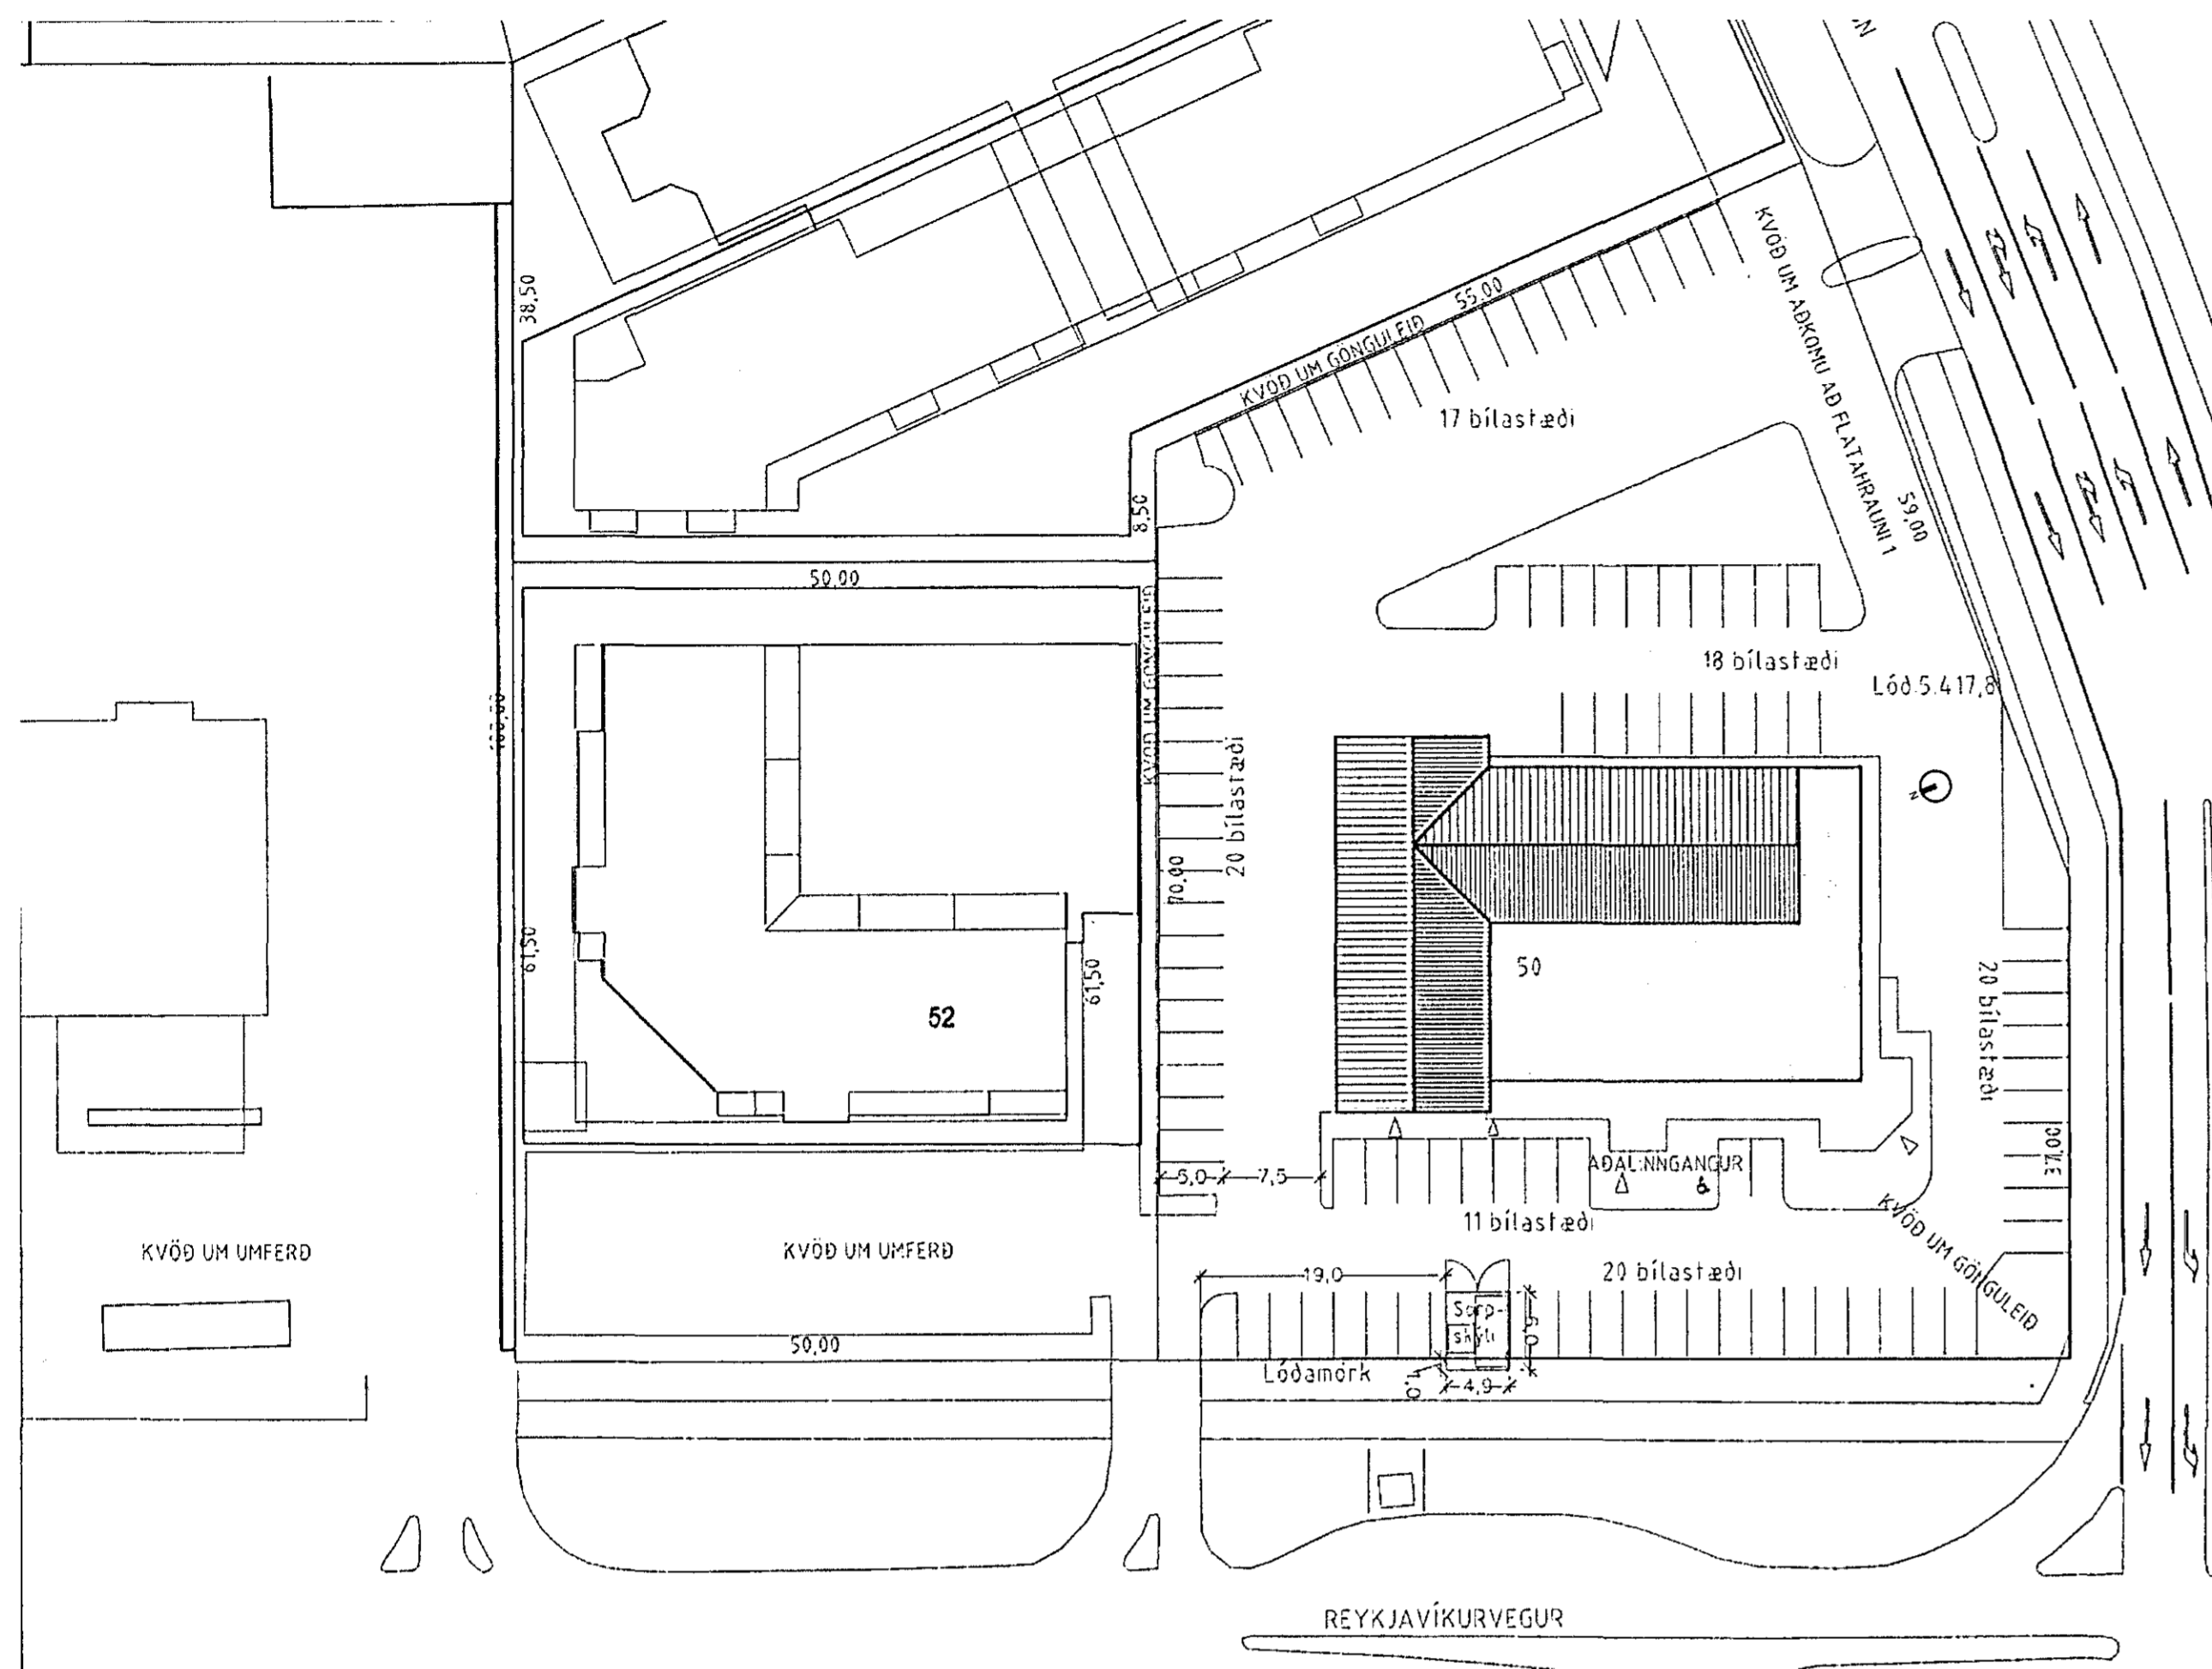 38,50
55,00
KVÖÐ UM GÖNGULEIÐ
17 bílastæði
KVÖÐ UM AÐKOMU AÐ FLATAHRAUNI 1
59,00
8,50
50,00
KVÖÐ UM GÖNGULEIÐ
18 bílastæði
Lóð.5.417,8
20 bílastæði
70,00
N
61,50
61,50
52
50
20 bílastæði
37,00
5,0
7,5
AÐALINNGANGUR
11 bílastæði
KVÖÐ UM UMFERÐ
KVÖÐ UM UMFERÐ
19,0
20 bílastæði
KVÖÐ UM GÖNGULEIÐ
Sorp-
skýli
6,0
50,00
Lóðamörk
1,0
4,9
REYKJAVÍKURVEGUR